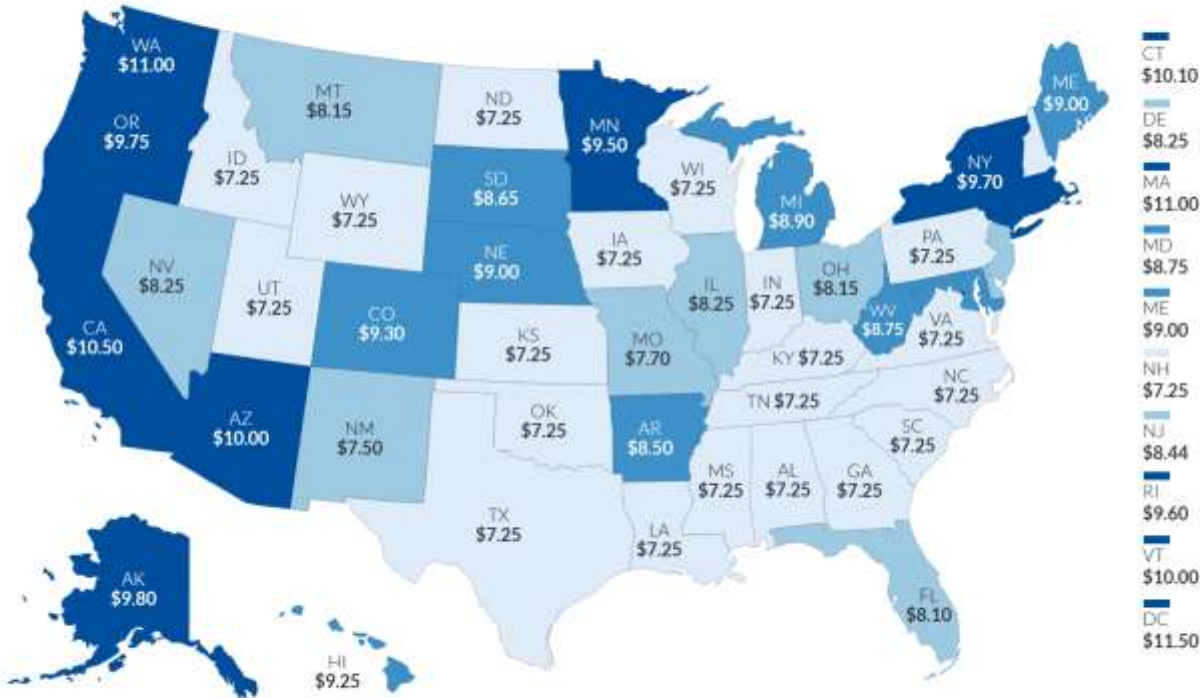 WA
$11.00
OR
$9.75
CA
$10.50
ID
$7.25
NV
$8.25
MT
$8.15
WY
$7.25
UT
$7.25
AZ
$10.00
CO
$9.30
NM
$7.50
ND
$7.25
SD
$8.65
NE
$9.00
KS
$7.25
OK
$7.25
TX
$7.25
MN
$9.50
IA
$7.25
MO
$7.70
AR
$8.50
LA
$7.25
WI
$7.25
IL
$8.25
IN
$7.25
MI
$8.90
OH
$8.15
KY $7.25
TN $7.25
MS
$7.25
AL
$7.25
GA
$7.25
FL
$8.10
SC
$7.25
NC
$7.25
VA
$7.25
WV
$8.75
PA
$7.25
NY
$9.70
ME
$9.00
AK
$9.80
HI
$9.25
CT
$10.10
DE
$8.25
MA
$11.00
MD
$8.75
ME
$9.00
NH
$7.25
NJ
$8.44
RI
$9.60
VT
$10.00
DC
$11.50